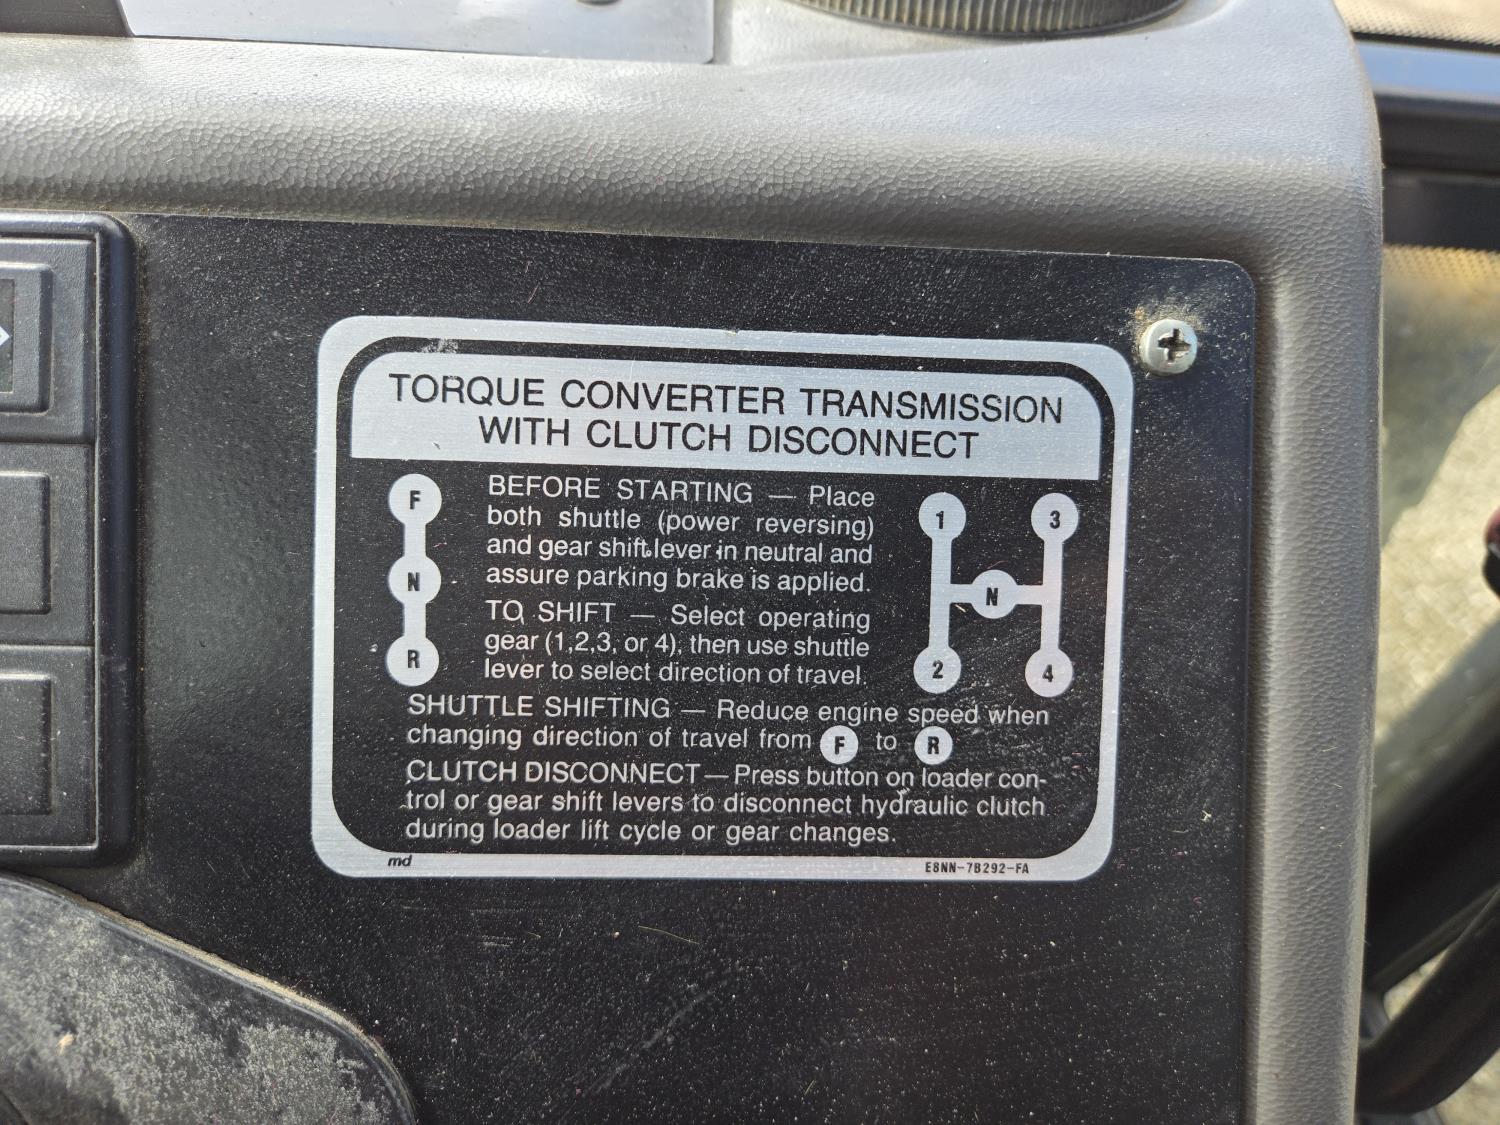 TORQUE CONVERTER TRANSMISSION
WITH CLUTCH DISCONNECT
F
N
R
BEFORE STARTING — Place
both shuttle (power reversing)
and gear shift lever in neutral and
assure parking brake is applied.
TO SHIFT — Select operating
gear (1,2,3, or 4), then use shuttle
lever to select direction of travel.
1 3
N
2 4
SHUTTLE SHIFTING — Reduce engine speed when
changing direction of travel from F to R
CLUTCH DISCONNECT — Press button on loader con-
trol or gear shift levers to disconnect hydraulic clutch
during loader lift cycle or gear changes.
md E8NN-7B292-FA